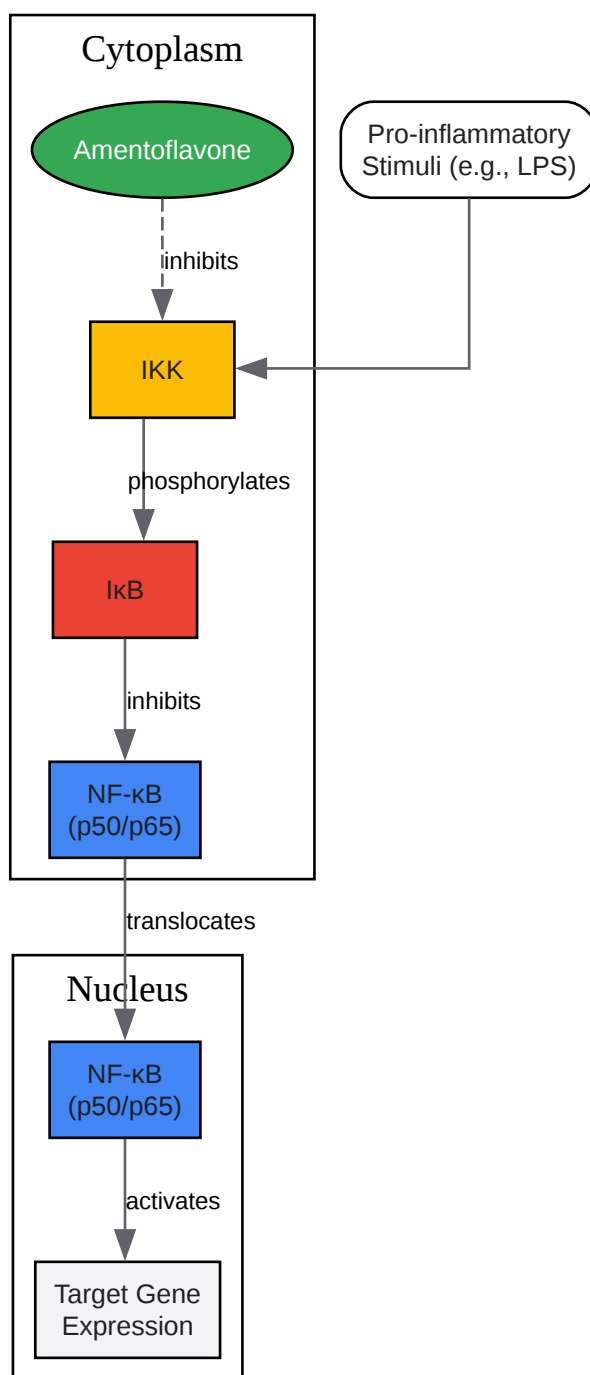 Cytoplasm
Amentoflavone
Pro-inflammatory
Stimuli (e.g., LPS)
inhibits
IKK
phosphorylates
IκB
inhibits
NF-κB
(p50/p65)
translocates
Nucleus
NF-κB
(p50/p65)
activates
Target Gene
Expression